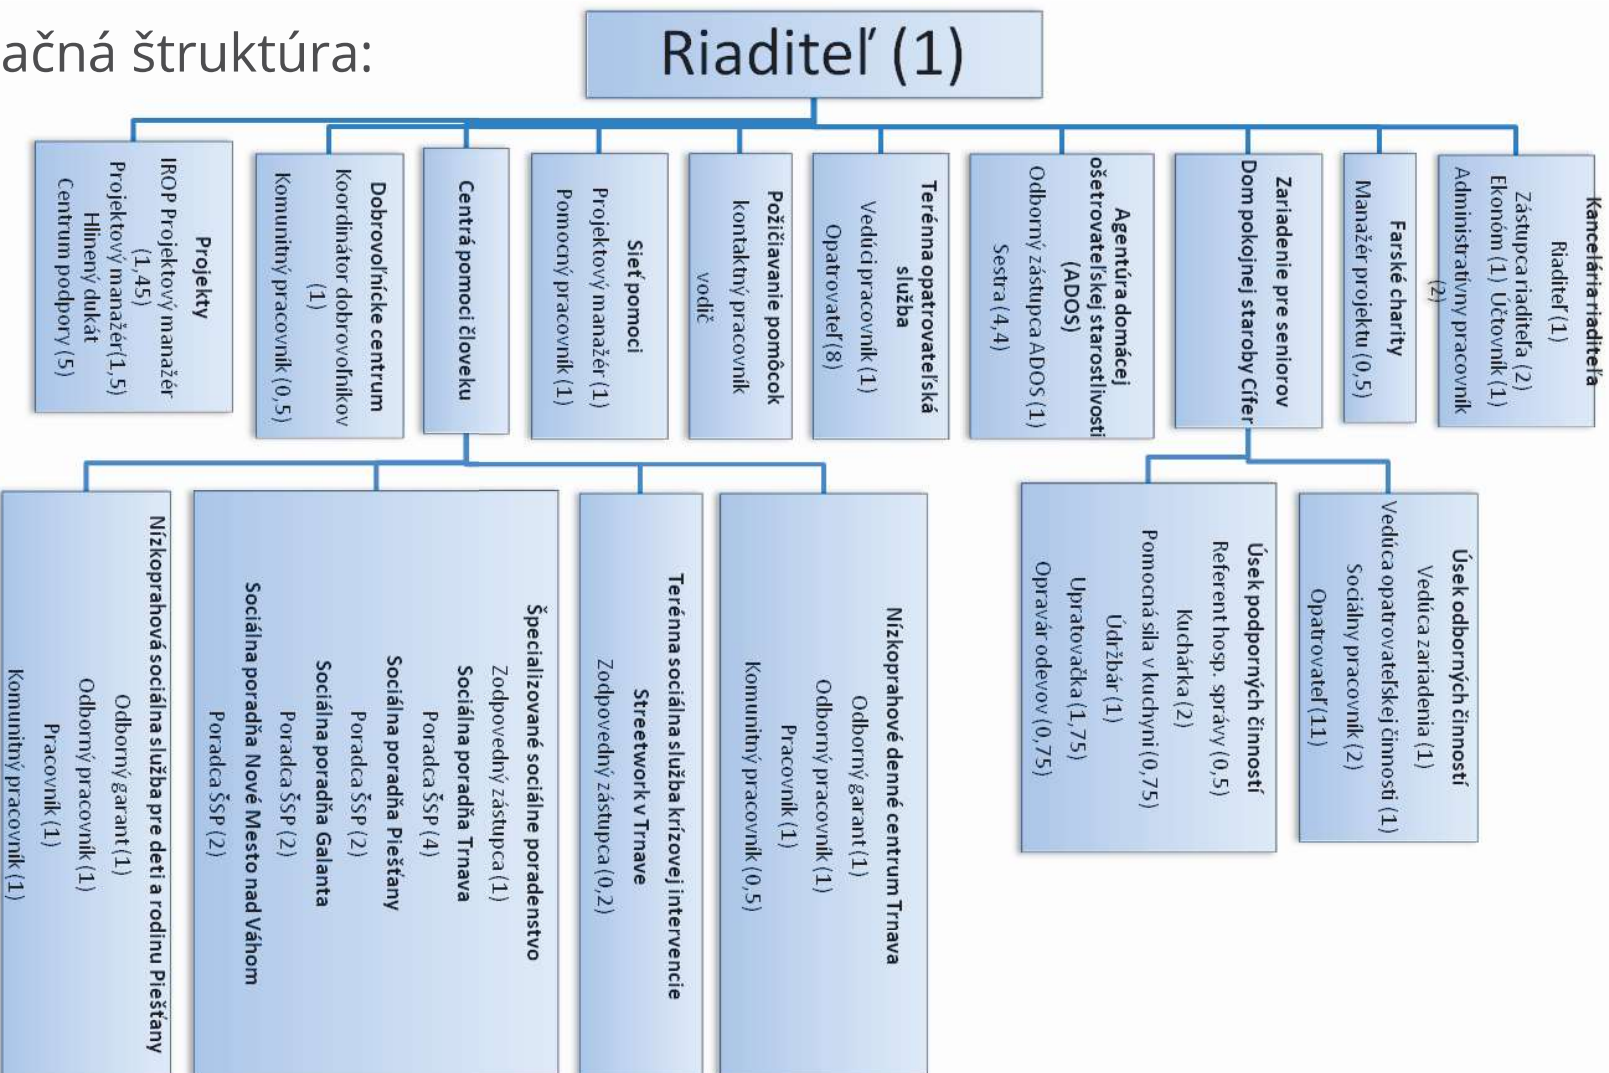 ačná štruktúra:
Riaditeľ (1)
Projekty
IROP Projektový manažér
(1,45)
Projektový manažér(1,5)
Hlinený dukát
Centrum podpory (5)
Dobrovoľnícke centrum
Koordinátor dobrovoľníkov
(1)
Komunitný pracovník (0,5)
Centrá pomoci človeku
Sieť pomoci
Projektový manažér (1)
Pomocný pracovník (1)
Požičiavanie pomôcok
kontaktný pracovník
vodič
Terénna opatrovateľská
služba
Vedúci pracovník (1)
Opatrovateľ (8)
Agentúra domácej
ošetrovateľskej starostlivosti
(ADOS)
Odborný zástupca ADOS (1)
Sestra (4,4)
Zariadenie pre seniorov
Dom pokojnej staroby Cífer
Farské charity
Manažér projektu (0,5)
Kancelária riaditeľa
Riaditeľ (1)
Zástupca riaditeľa (2)
Ekonóm (1) Účtovník (1)
Administratívny pracovník
(2)
Nízkoprahová sociálna služba pre deti a rodinu Piešťany
Odborný garant (1)
Odborný pracovník (1)
Pracovník (1)
Komunitný pracovník (1)
Špecializované sociálne poradenstvo
Zodpovedný zástupca (1)
Sociálna poradňa Trnava
Poradca ŠSP (4)
Sociálna poradňa Piešťany
Poradca ŠSP (2)
Sociálna poradňa Galanta
Poradca ŠSP (2)
Sociálna poradňa Nové Mesto nad Váhom
Poradca ŠSP (2)
Terénna sociálna služba krízovej intervencie
Streetwork v Trnave
Zodpovedný zástupca (0,2)
Nízkoprahové denné centrum Trnava
Odborný garant (1)
Odborný pracovník (1)
Pracovník (1)
Komunitný pracovník (0,5)
Úsek podporných činností
Referent hosp. správy (0,5)
Kuchárka (2)
Pomocná sila v kuchyni (0,75)
Údržbár (1)
Upratovačka (1,75)
Opravár odevov (0,75)
Úsek odborných činností
Vedúca zariadenia (1)
Vedúca opatrovateľskej činnosti (1)
Sociálny pracovník (2)
Opatrovateľ (11)